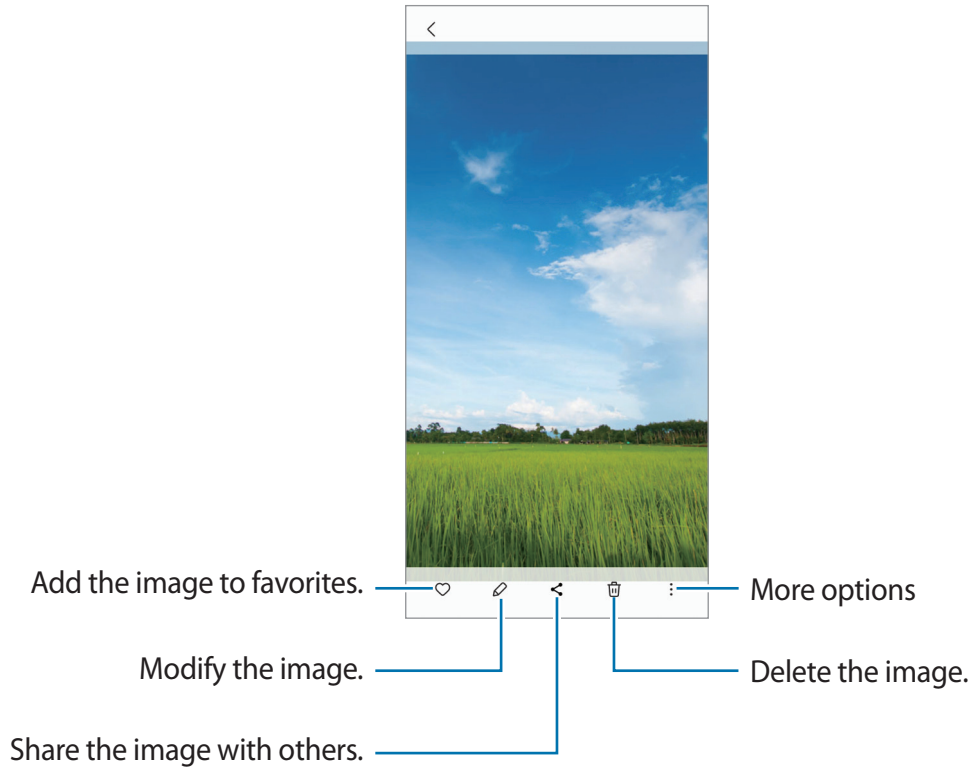 Add the image to favorites.
More options
Modify the image.
Delete the image.
Share the image with others.